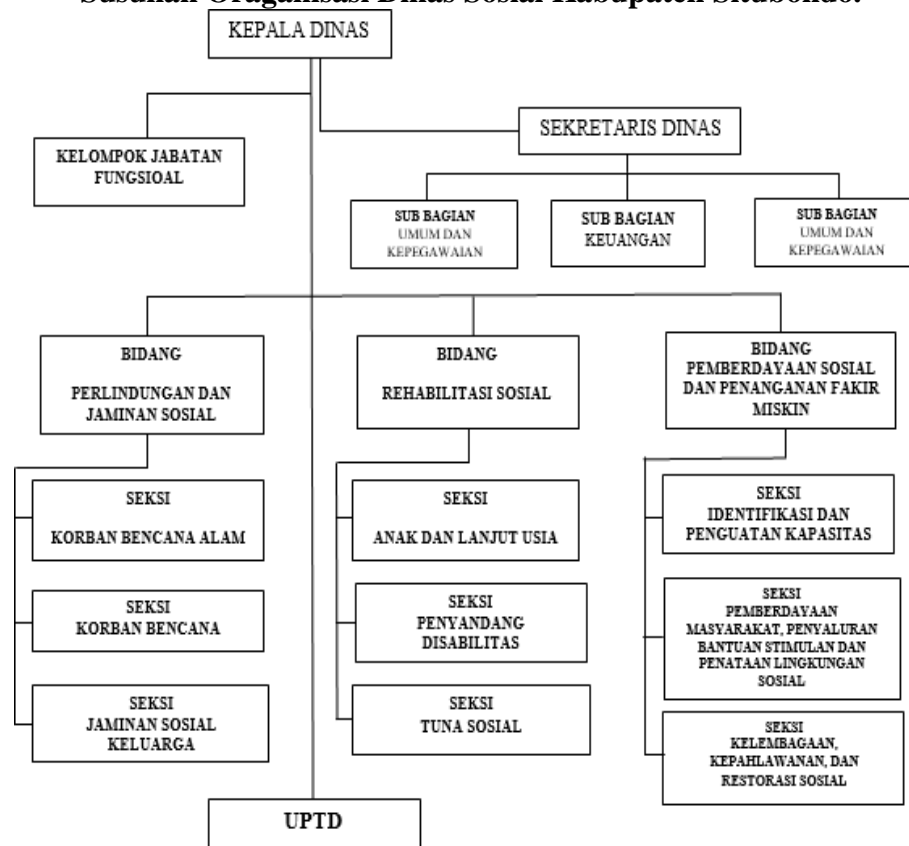 Susunan Oraganisasi Dinas Sosial Kabupaten Situbondo.
KEPALA DINAS
SEKRETARIS DINAS
KELOMPOK JABATAN
FUNGSIOAL
SUB BAGIAN
UMUM DAN
KEPEGAWAIAN
SUB BAGIAN
KEUANGAN
SUB BAGIAN
UMUM DAN
KEPEGAWAIAN
BIDANG
PERLINDUNGAN DAN
JAMINAN SOSIAL
BIDANG
REHABILITASI SOSIAL
BIDANG
PEMBERDAYAAN SOSIAL
DAN PENANGANAN FAKIR
MISKIN
SEKSI
KORBAN BENCANA ALAM
SEKSI
ANAK DAN LANJUT USIA
SEKSI
IDENTIFIKASI DAN
PENGUATAN KAPASITAS
SEKSI
KORBAN BENCANA
SEKSI
PENYANDANG
DISABILITAS
SEKSI
PEMBERDAYAAN
MASYARAKAT, PENYALURAN
BANTUAN STIMULAN DAN
PENATAAN LINGKUNGAN
SOSIAL
SEKSI
JAMINAN SOSIAL
KELUARGA
SEKSI
TUNA SOSIAL
SEKSI
KELEMBAGAAN,
KEPAHLAWANAN, DAN
RESTORASI SOSIAL
UPTD